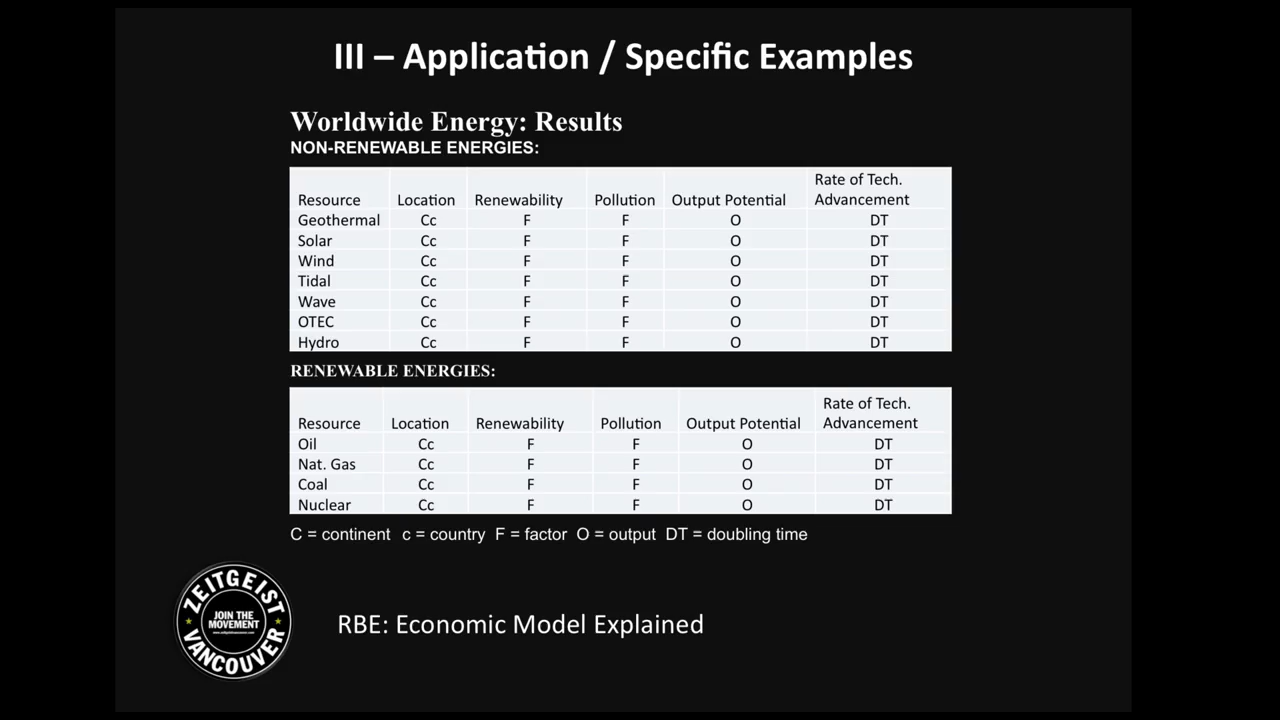 III – Application / Specific Examples
Worldwide Energy: Results
NON-RENEWABLE ENERGIES:
Resource Location Renewability Pollution Output Potential Rate of Tech. Advancement
Geothermal Cc F F O DT
Solar Cc F F O DT
Wind Cc F F O DT
Tidal Cc F F O DT
Wave Cc F F O DT
OTEC Cc F F O DT
Hydro Cc F F O DT
RENEWABLE ENERGIES:
Resource Location Renewability Pollution Output Potential Rate of Tech. Advancement
Oil Cc F F O DT
Nat. Gas Cc F F O DT
Coal Cc F F O DT
Nuclear Cc F F O DT
C = continent c = country F = factor O = output DT = doubling time
ZEITGEIST
JOIN THE
MOVEMENT
VANCOUVER
RBE: Economic Model Explained